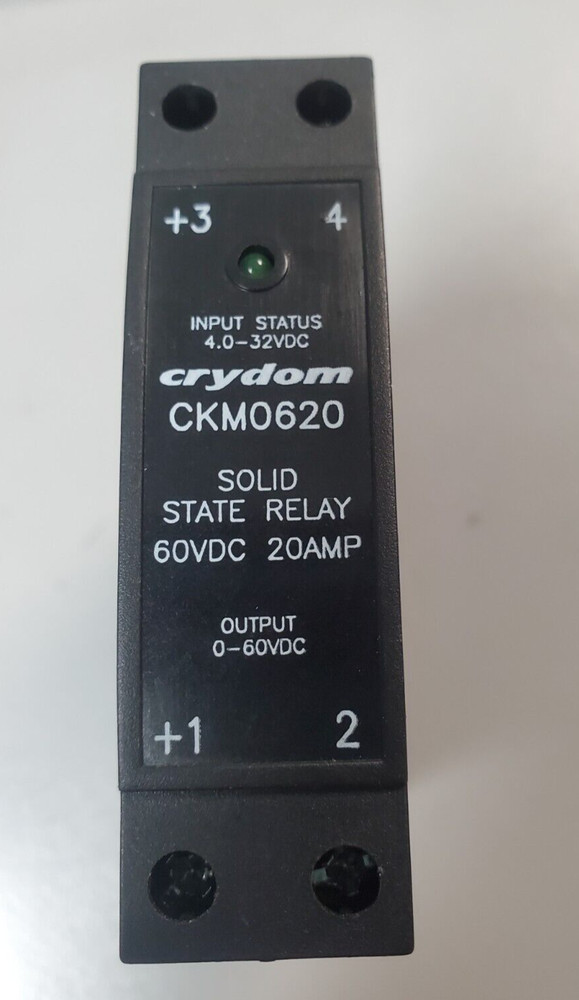 +3 4
INPUT STATUS
4.0-32VDC
crydom
CKM0620
SOLID
STATE RELAY
60VDC 20AMP
OUTPUT
0-60VDC
+1 2